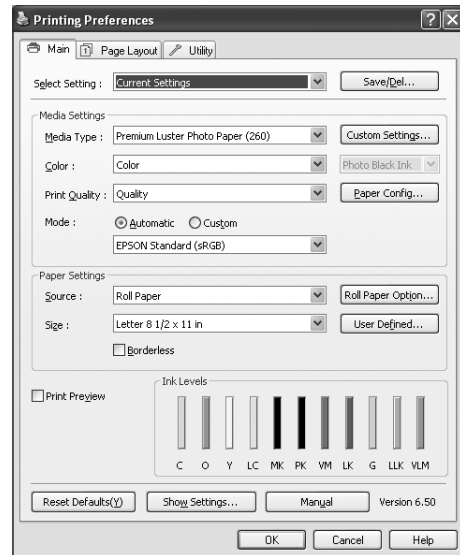 Printing Preferences
Main Page Layout Utility
Select Setting : Current Settings Save/Del...
Media Settings
Media Type : Premium Luster Photo Paper (260) Custom Settings...
Color : Color Photo Black Ink
Print Quality : Quality Paper Config...
Mode : Automatic Custom
EPSON Standard (sRGB)
Paper Settings
Source : Roll Paper Roll Paper Option...
Size : Letter 8 1/2 x 11 in User Defined...
Borderless
Print Preview
Ink Levels
C O Y LC MK PK VM LK G LLK VLM
Reset Defaults(Y) Show Settings... Manual Version 6.50
OK Cancel Help